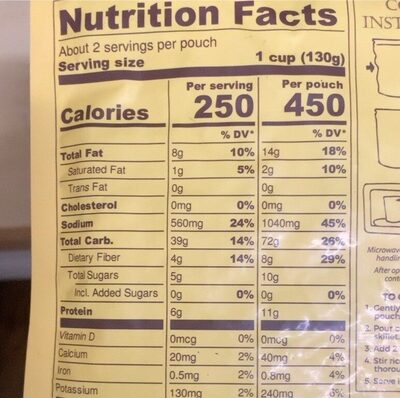 Nutrition Facts
About 2 servings per pouch
Serving size 1 cup (130g)
Per serving Per pouch
Calories 250 450
% DV* % DV*
Total Fat 8g 10% 14g 18%
Saturated Fat 1g 5% 2g 10%
Trans Fat 0g 0g
Cholesterol 0mg 0% 0mg 0%
Sodium 560mg 24% 1040mg 45%
Total Carb. 39g 14% 72g 26%
Dietary Fiber 4g 14% 8g 29%
Total Sugars 5g 10g
Incl. Added Sugars 0g 0% 0g 0%
Protein 6g 11g
Vitamin D 0mcg 0% 0mcg 0%
Calcium 20mg 2% 40mg 4%
Iron 0.5mg 2% 0.8mg 4%
Potassium 130mg 2% 240mg 6%
INST
Microwave
handlin
After op
TO
1. Gently
pouch
2. Pour
skillet
3. Add 2
4. Stir ric
thorou
5. Serve i